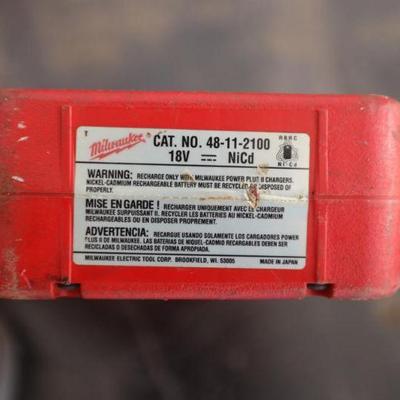 T
Milwaukee
CAT. NO. 48-11-2100
18V NiCd
RBRC
Ni Cd
WARNING: RECHARGE ONLY WITH MILWAUKEE POWER PLUS II CHARGERS.
NICKEL-CADMIUM RECHARGEABLE BATTERY MUST BE RECYCLED OR DISPOSED OF PROPERLY.
MISE EN GARDE! RECHARGER UNIQUEMENT AVEC LE CHARGEUR
MILWAUKEE SURPUISSANT II. RECYCLER LES BATTERIES AU NICKEL-CADMIUM
RECHARGEABLES OU EN DISPOSER PROPREMENT.
ADVERTENCIA: RECARGUE USANDO SOLAMENTE LOS CARGADORES POWER
PLUS II DE MILWAUKEE. LAS BATERIAS DE NIQUEL-CADMIO RECARGABLES DEBEN SER
RECICLADAS O DESECHADAS DE FORMA APROPIADA.
MILWAUKEE ELECTRIC TOOL CORP. BROOKFIELD, WI. 53005 MADE IN JAPAN